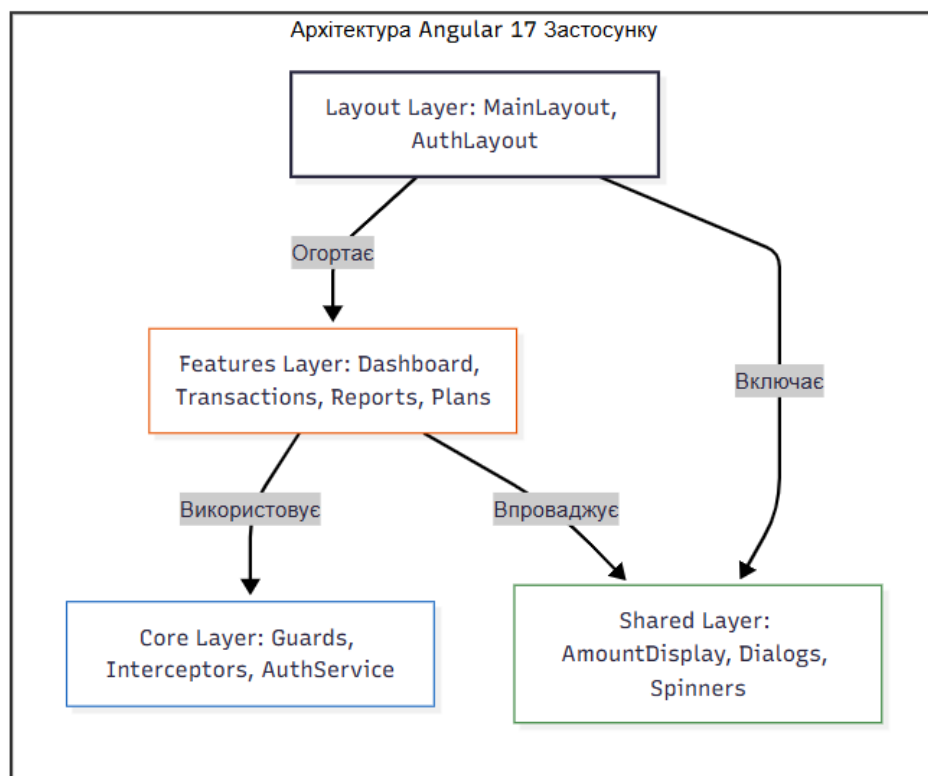 Архітектура Angular 17 Застосунку
Layout Layer: MainLayout,
AuthLayout
Огортає
Features Layer: Dashboard,
Transactions, Reports, Plans
Включає
Використовує
Впроваджує
Core Layer: Guards,
Interceptors, AuthService
Shared Layer:
AmountDisplay, Dialogs,
Spinners